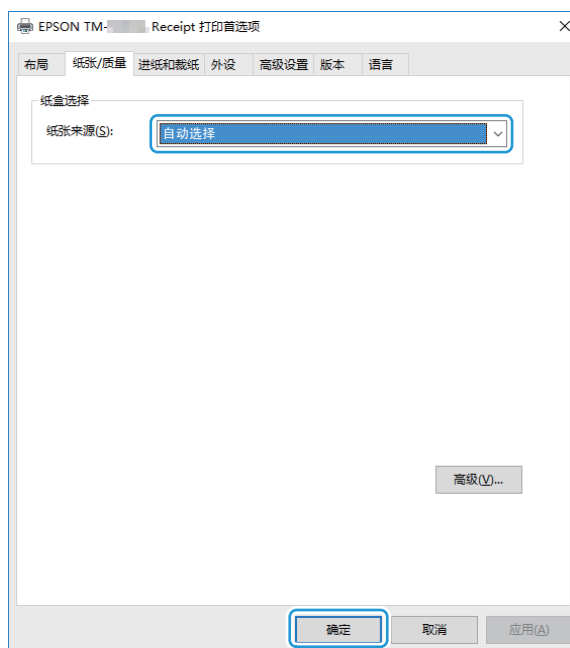 EPSON TM- Receipt 打印首选项
布局 纸张/质量 进纸和裁纸 外设 高级设置 版本 语言
纸盒选择
纸张来源(S): 自动选择
高级(V)...
确定 取消 应用(A)